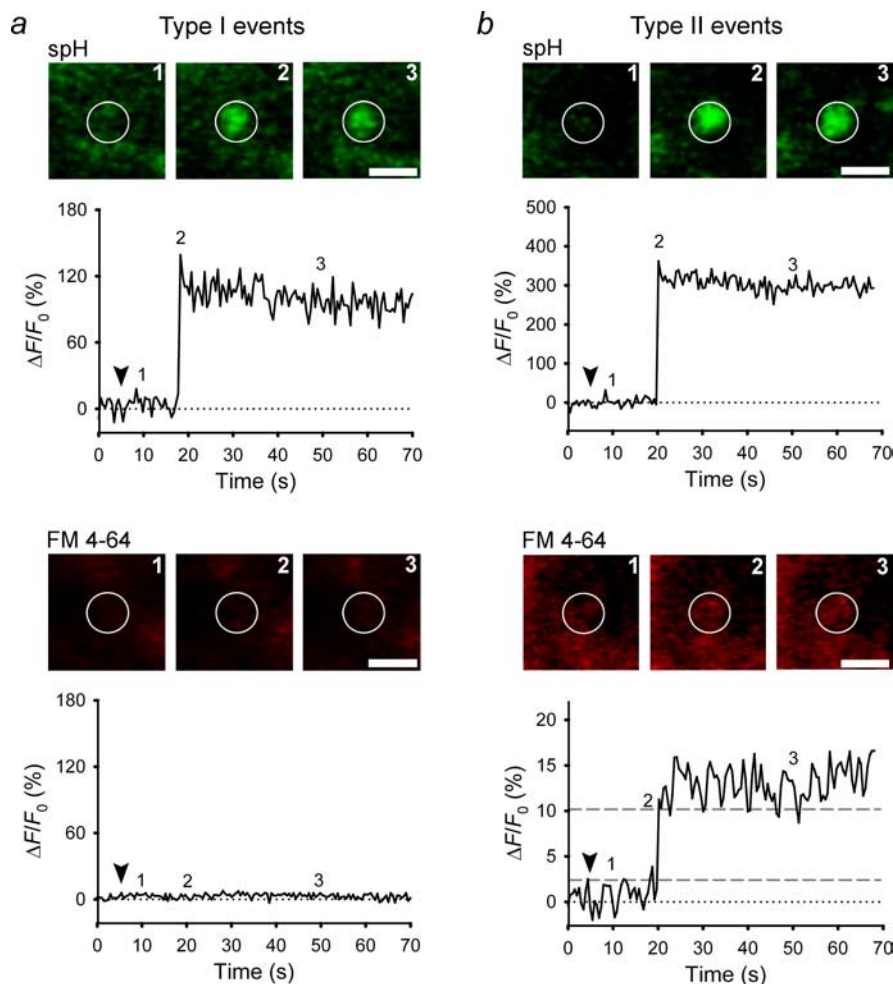 a Type I events
spH
1 2 3
180
120
60
0
ΔF/F0 (%)
2
3
1
0 10 20 30 40 50 60 70
Time (s)
FM 4-64
1 2 3
180
120
60
0
ΔF/F0 (%)
1 2 3
0 10 20 30 40 50 60 70
Time (s)
b Type II events
spH
1 2 3
500
400
300
200
100
0
ΔF/F0 (%)
2
3
1
0 10 20 30 40 50 60 70
Time (s)
FM 4-64
1 2 3
20
15
10
5
0
ΔF/F0 (%)
3
2
1
0 10 20 30 40 50 60 70
Time (s)